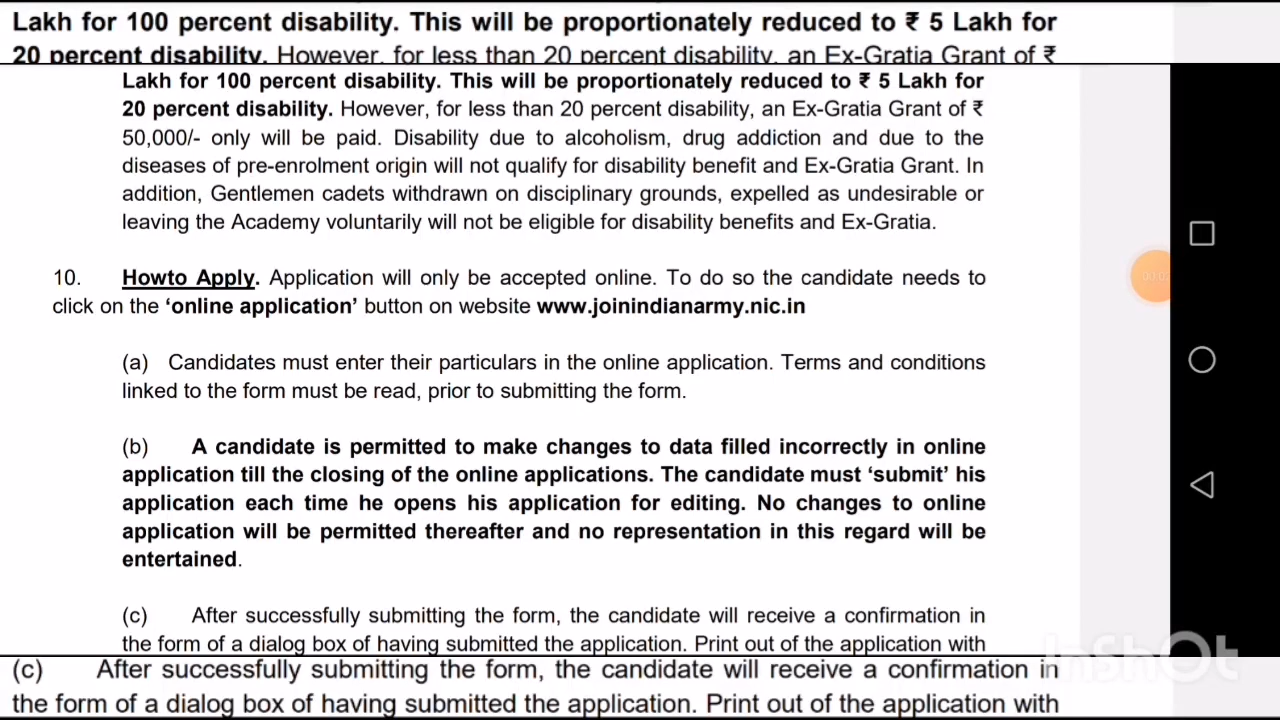 Lakh for 100 percent disability. This will be proportionately reduced to ₹ 5 Lakh for
20 percent disability. However, for less than 20 percent disability, an Ex-Gratia Grant of ₹
Lakh for 100 percent disability. This will be proportionately reduced to ₹ 5 Lakh for
20 percent disability. However, for less than 20 percent disability, an Ex-Gratia Grant of ₹
50,000/- only will be paid. Disability due to alcoholism, drug addiction and due to the
diseases of pre-enrolment origin will not qualify for disability benefit and Ex-Gratia Grant. In
addition, Gentlemen cadets withdrawn on disciplinary grounds, expelled as undesirable or
leaving the Academy voluntarily will not be eligible for disability benefits and Ex-Gratia.
10. Howto Apply. Application will only be accepted online. To do so the candidate needs to
click on the ‘online application’ button on website www.joinindianarmy.nic.in
(a) Candidates must enter their particulars in the online application. Terms and conditions
linked to the form must be read, prior to submitting the form.
(b) A candidate is permitted to make changes to data filled incorrectly in online
application till the closing of the online applications. The candidate must ‘submit’ his
application each time he opens his application for editing. No changes to online
application will be permitted thereafter and no representation in this regard will be
entertained.
(c) After successfully submitting the form, the candidate will receive a confirmation in
the form of a dialog box of having submitted the application. Print out of the application with
InShOt
(c) After successfully submitting the form, the candidate will receive a confirmation in
the form of a dialog box of having submitted the application. Print out of the application with